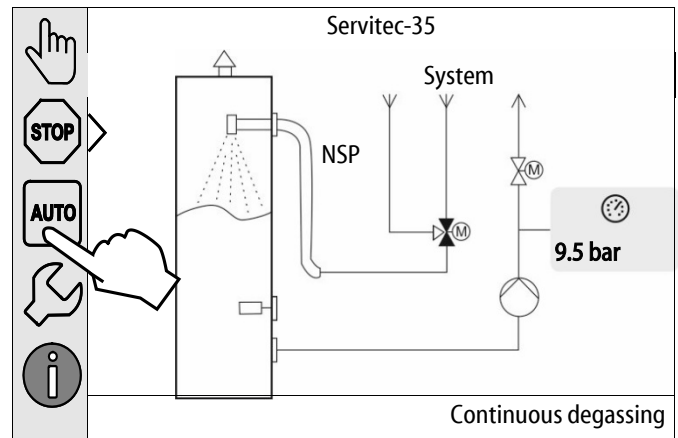 Servitec-35
System
STOP
NSP
M
AUTO
M
9.5 bar
i
Continuous degassing